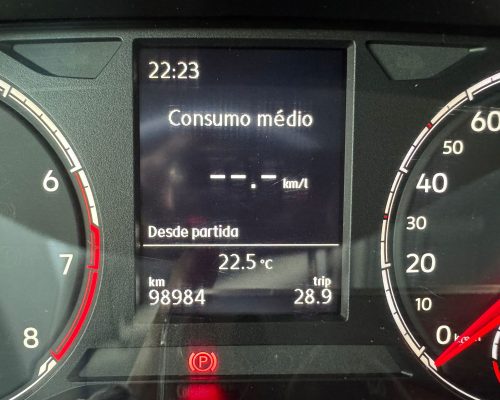 22:23
Consumo médio
--.- km/l
Desde partida
22.5 °C
km trip
98984 28.9
6
7
8
60
50
40
30
20
10
0
P